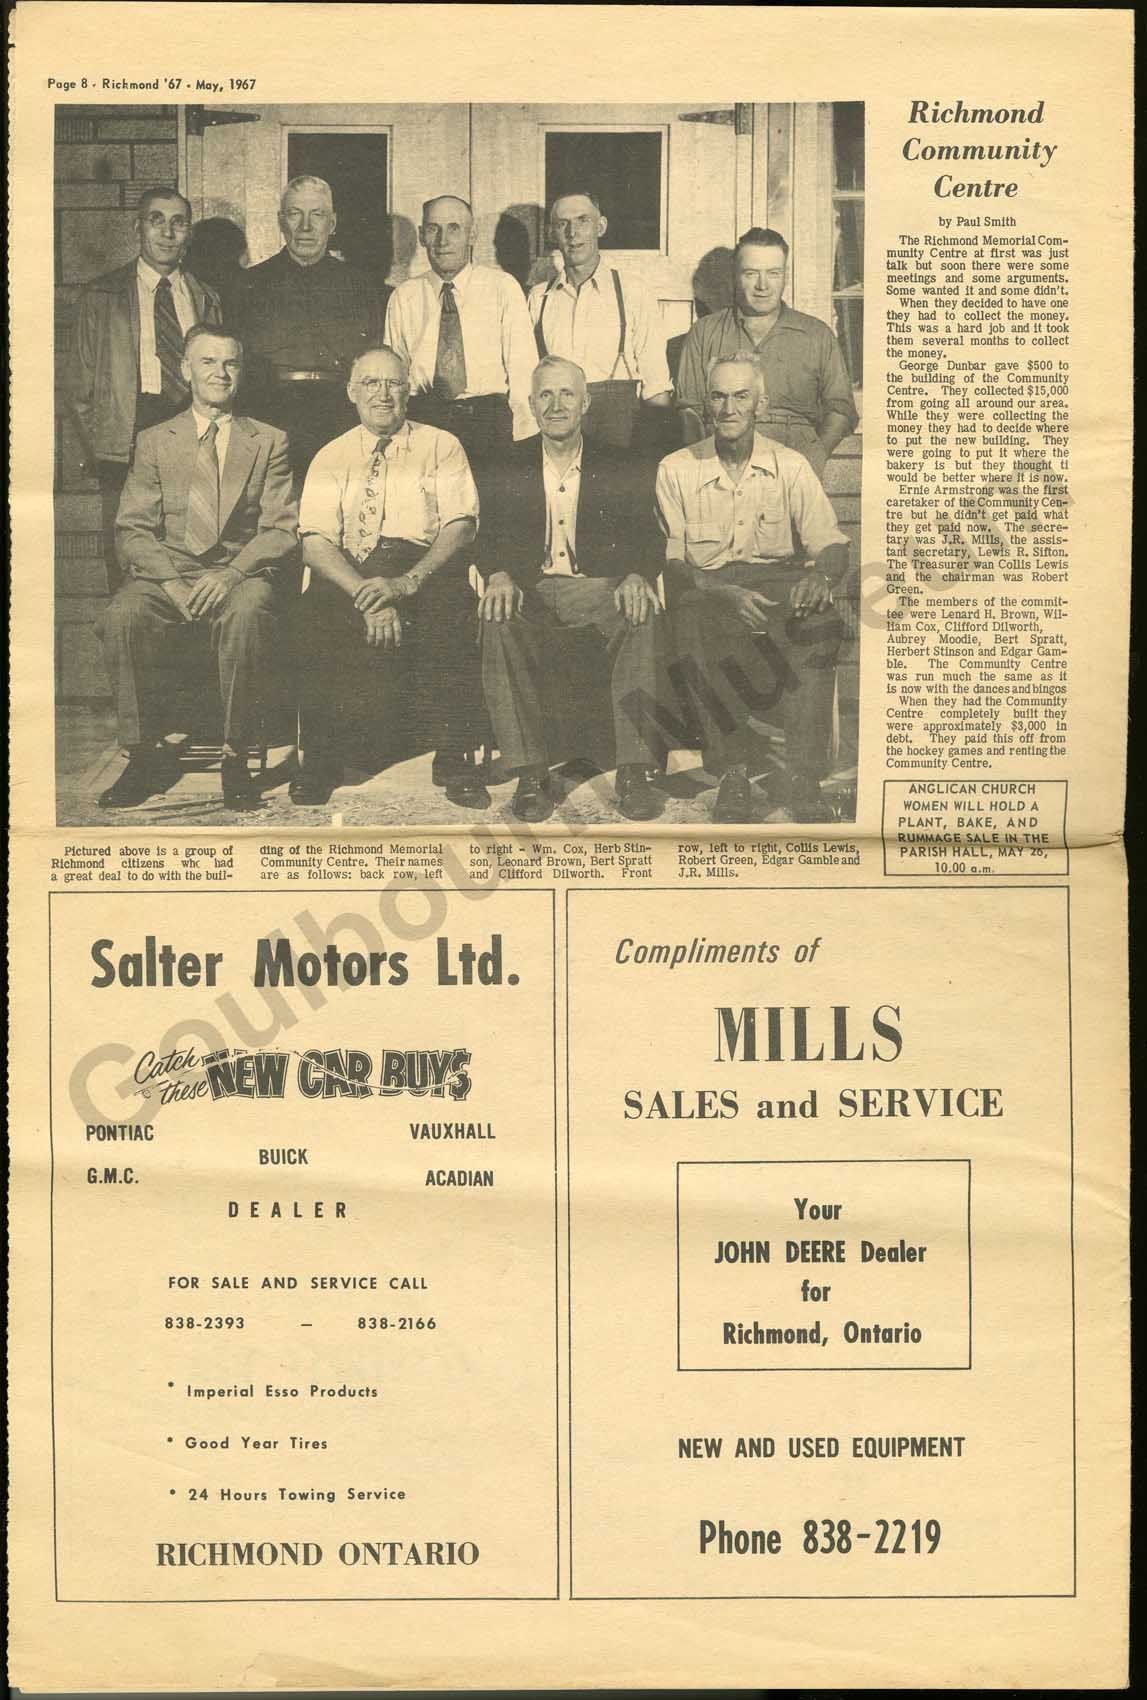 Page 8 - Richmond '67 - May, 1967
Richmond
Community
Centre
by Paul Smith
The Richmond Memorial Com-
munity Centre at first was just
talk but soon there were some
meetings and some arguments.
Some wanted it and some didn't.
When they decided to have one
they had to collect the money.
This was a hard job and it took
them several months to collect
the money.
George Dunbar gave $500 to
the building of the Community
Centre. They collected $15,000
from going all around our area.
While they were collecting the
money they had to decide where
to put the new building. They
were going to put it where the
bakery is but they thought ti
would be better where it is now.
Ernie Armstrong was the first
caretaker of the Community Cen-
tre but he didn't get paid what
they get paid now. The secre-
tary was J.R. Mills, the assis-
tant secretary, Lewis R. Sifton.
The Treasurer wan Collis Lewis
and the chairman was Robert
Green.
The members of the commit-
tee were Lenard H. Brown, Wil-
liam Cox, Clifford Dilworth,
Aubrey Moodie, Bert Spratt,
Herbert Stinson and Edgar Gam-
ble. The Community Centre
was run much the same as it
is now with the dances and bingos
When they had the Community
Centre completely built they
were approximately $3,000 in
debt. They paid this off from
the hockey games and renting the
Community Centre.
ANGLICAN CHURCH
WOMEN WILL HOLD A
PLANT, BAKE, AND
RUMMAGE SALE IN THE
PARISH HALL, MAY 26,
10.00 a.m.
Pictured above is a group of
Richmond citizens who had
a great deal to do with the buil-
ding of the Richmond Memorial
Community Centre. Their names
are as follows: back row, left
to right - Wm. Cox, Herb Stin-
son, Leonard Brown, Bert Spratt
and Clifford Dilworth. Front
row, left to right, Collis Lewis,
Robert Green, Edgar Gamble and
J.R. Mills.
Salter Motors Ltd.
Catch
these NEW CAR BUY$
PONTIAC VAUXHALL
BUICK
G.M.C. ACADIAN
DEALER
FOR SALE AND SERVICE CALL
838-2393 – 838-2166
* Imperial Esso Products
* Good Year Tires
* 24 Hours Towing Service
RICHMOND ONTARIO
Compliments of
MILLS
SALES and SERVICE
Your
JOHN DEERE Dealer
for
Richmond, Ontario
NEW AND USED EQUIPMENT
Phone 838-2219
Goulbourn Museum